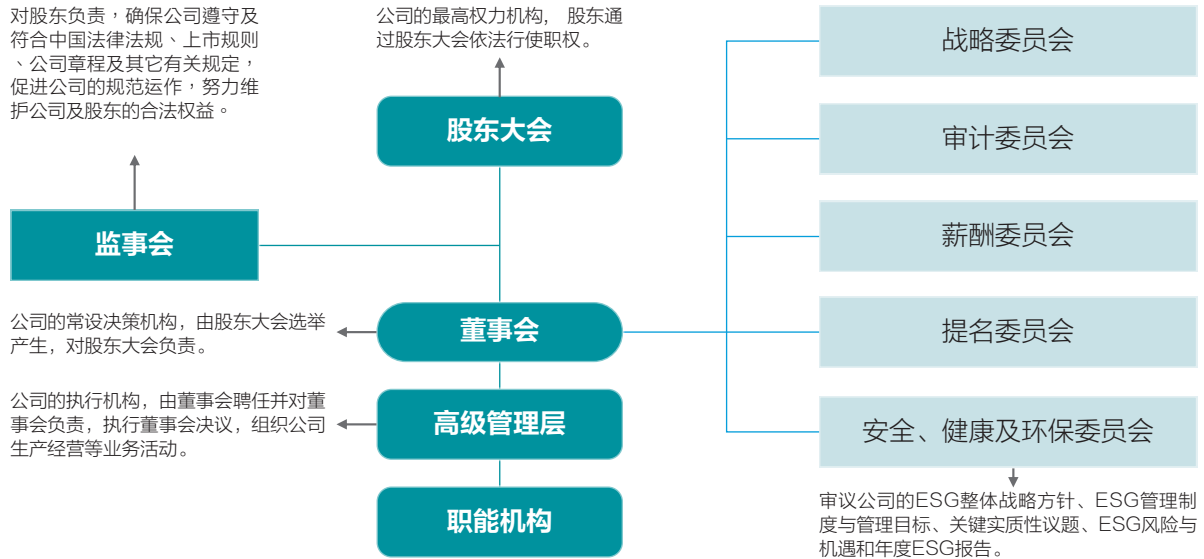 对股东负责，确保公司遵守及
符合中国法律法规、上市规则
、公司章程及其它有关规定，
促进公司的规范运作，努力维
护公司及股东的合法权益。
公司的最高权力机构， 股东通
过股东大会依法行使职权。
股东大会
监事会
公司的常设决策机构，由股东大会选举
产生，对股东大会负责。
董事会
公司的执行机构，由董事会聘任并对董
事会负责，执行董事会决议，组织公司
生产经营等业务活动。
高级管理层
职能机构
战略委员会
审计委员会
薪酬委员会
提名委员会
安全、健康及环保委员会
审议公司的ESG整体战略方针、ESG管理制
度与管理目标、关键实质性议题、ESG风险与
机遇和年度ESG报告。